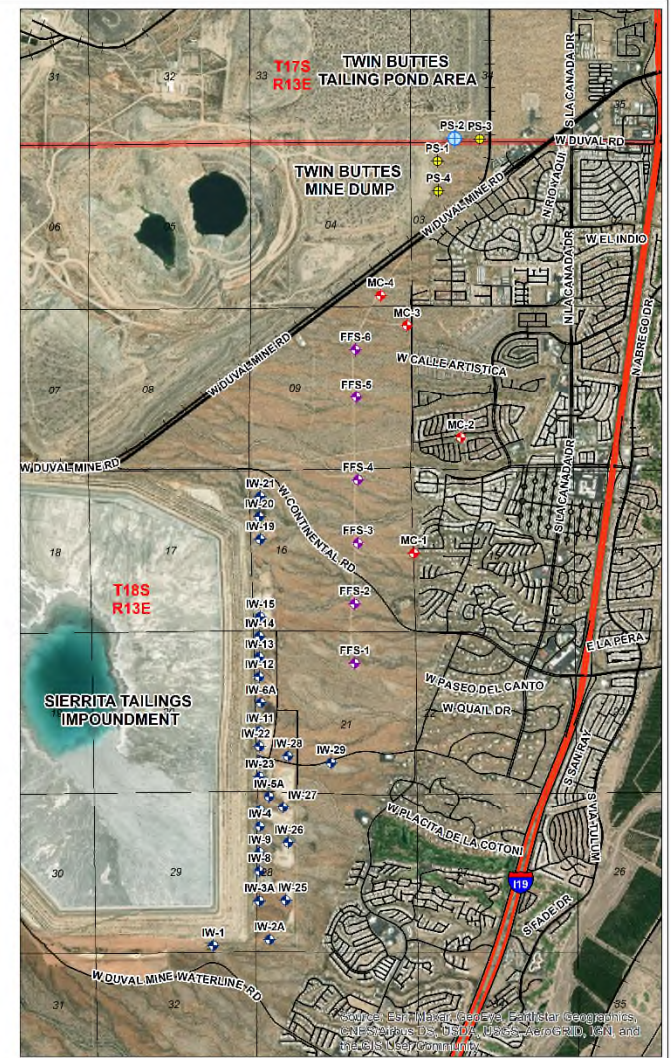 31
32
33
T17S
R13E
TWIN BUTTES
TAILING POND AREA
34
35
S LA CANADA DR
PS-2
PS-3
W DUVAL RD
PS-1
TWIN BUTTES
MINE DUMP
PS-4
N RIO YAQUI
W DUVAL MINE RD
06
05
04
03
W EL INDIO
N LA CANADA DR
N ABREGO DR
MC-4
MC-3
W DUVAL MINE RD
FFS-6
W CALLE ARTISTICA
07
08
09
FFS-5
MC-2
S LA CANADA DR
W DUVAL MINE RD
FFS-4
IW-21
IW-20
IW-19
W CONTINENTAL RD
FFS-3
MC-1
18
17
16
T18S
R13E
FFS-2
IW-15
IW-14
IW-13
IW-12
E LA PERA
FFS-1
IW-6A
W PASEO DEL CANTO
SIERRITA TAILINGS
IMPOUNDMENT
IW-11
W QUAIL DR
21
22
IW-22
IW-28
IW-29
S SAN RAY
IW-23
IW-5A
IW-27
IW-4
S VIA TULUM
W PLACITA DE LA COTONI
IW-26
IW-9
IW-8
30
29
28
27
26
I19
IW-3A
IW-25
S FADE DR
IW-1
IW-2A
W DUVAL MINE WATERLINE RD
31
32
33
34
35
Source: Esri, Maxar, GeoEye, Earthstar Geographics,
CNES/Airbus DS, USDA, USGS, AeroGRID, IGN, and
the GIS User Community